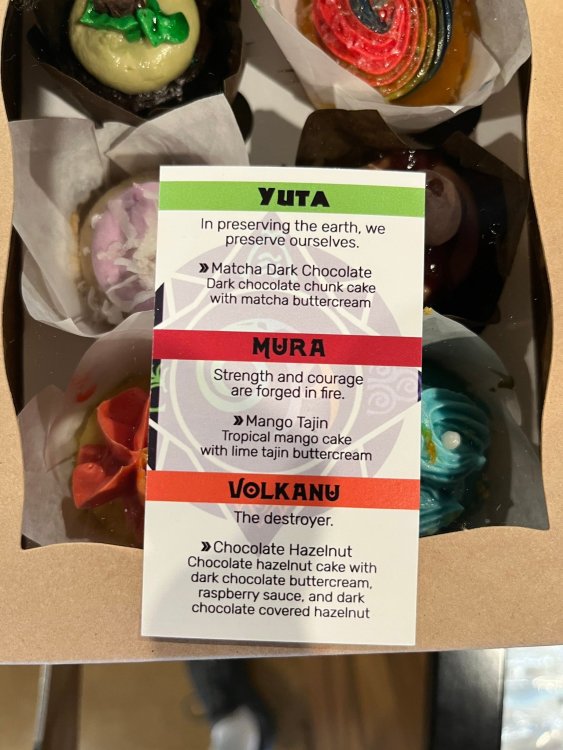 YUTA
In preserving the earth, we
preserve ourselves.
»Matcha Dark Chocolate
Dark chocolate chunk cake
with matcha buttercream
MURA
Strength and courage
are forged in fire.
»Mango Tajin
Tropical mango cake
with lime tajin buttercream
VOLKANU
The destroyer.
»Chocolate Hazelnut
Chocolate hazelnut cake with
dark chocolate buttercream,
raspberry sauce, and dark
chocolate covered hazelnut